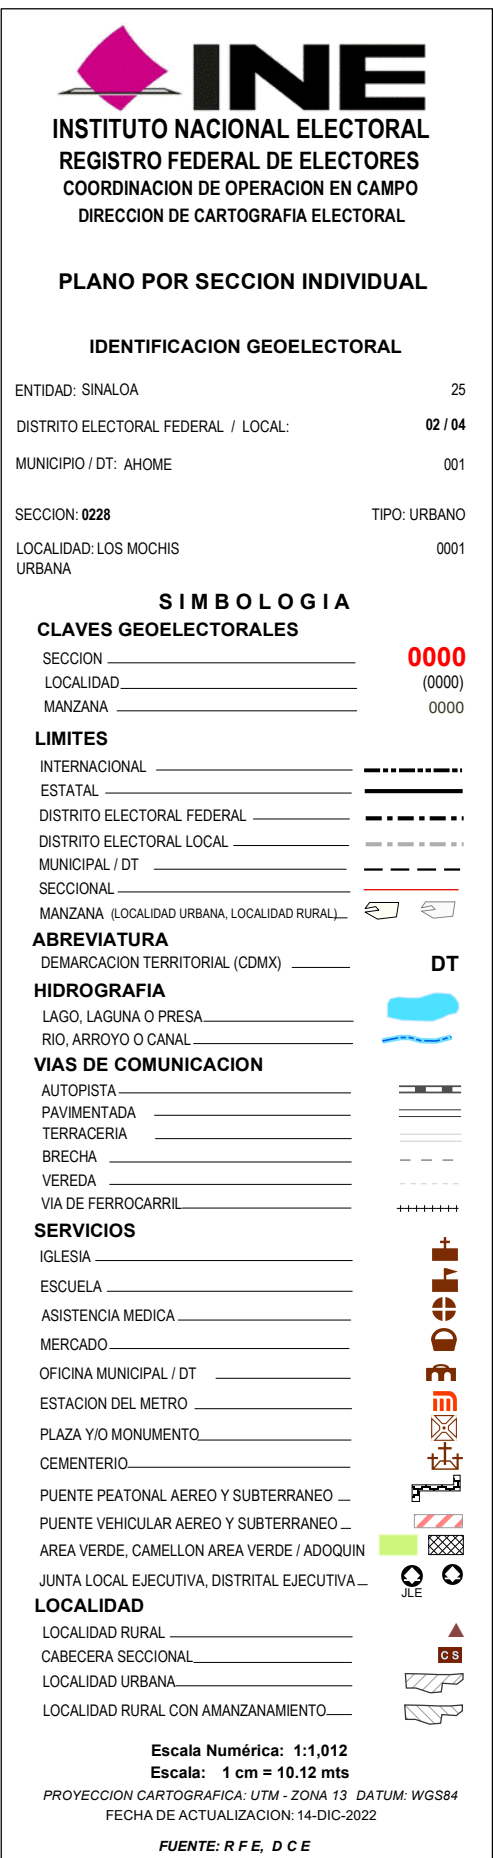 INE
INSTITUTO NACIONAL ELECTORAL
REGISTRO FEDERAL DE ELECTORES
COORDINACION DE OPERACION EN CAMPO
DIRECCION DE CARTOGRAFIA ELECTORAL
PLANO POR SECCION INDIVIDUAL
IDENTIFICACION GEOELECTORAL
ENTIDAD: SINALOA 25
DISTRITO ELECTORAL FEDERAL / LOCAL: 02 / 04
MUNICIPIO / DT: AHOME 001
SECCION: 0228 TIPO: URBANO
LOCALIDAD: LOS MOCHIS 0001
URBANA
SIMBOLOGIA
CLAVES GEOELECTORALES
SECCION 0000
LOCALIDAD (0000)
MANZANA 0000
LIMITES
INTERNACIONAL
ESTATAL
DISTRITO ELECTORAL FEDERAL
DISTRITO ELECTORAL LOCAL
MUNICIPAL / DT
SECCIONAL
MANZANA (LOCALIDAD URBANA, LOCALIDAD RURAL)
ABREVIATURA
DEMARCACION TERRITORIAL (CDMX) DT
HIDROGRAFIA
LAGO, LAGUNA O PRESA
RIO, ARROYO O CANAL
VIAS DE COMUNICACION
AUTOPISTA
PAVIMENTADA
TERRACERIA
BRECHA
VEREDA
VIA DE FERROCARRIL
SERVICIOS
IGLESIA
ESCUELA
ASISTENCIA MEDICA
MERCADO
OFICINA MUNICIPAL / DT
ESTACION DEL METRO
PLAZA Y/O MONUMENTO
CEMENTERIO
PUENTE PEATONAL AEREO Y SUBTERRANEO
PUENTE VEHICULAR AEREO Y SUBTERRANEO
AREA VERDE, CAMELLON AREA VERDE / ADOQUIN
JUNTA LOCAL EJECUTIVA, DISTRITAL EJECUTIVA
JLE
LOCALIDAD
LOCALIDAD RURAL
CABECERA SECCIONAL C S
LOCALIDAD URBANA
LOCALIDAD RURAL CON AMANZANAMIENTO
Escala Numérica: 1:1,012
Escala: 1 cm = 10.12 mts
PROYECCION CARTOGRAFICA: UTM - ZONA 13 DATUM: WGS84
FECHA DE ACTUALIZACION: 14-DIC-2022
FUENTE: R F E, D C E